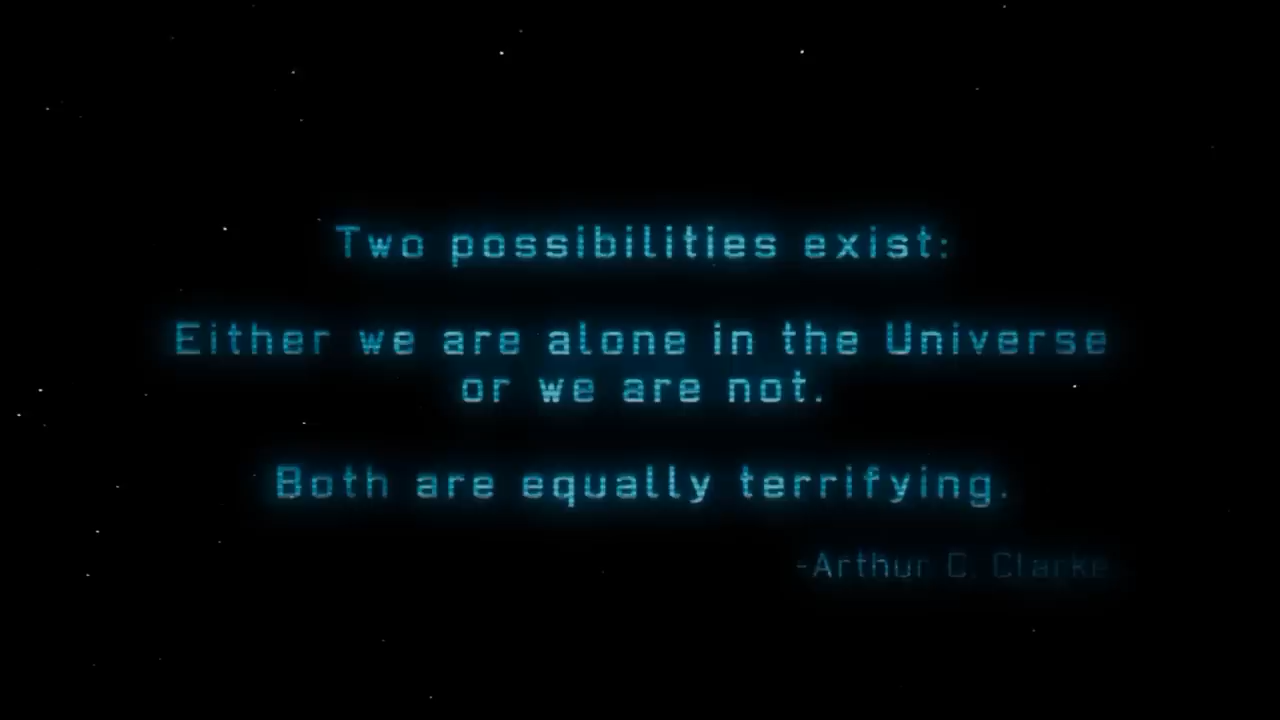 Two possibilities exist:
Either we are alone in the Universe
or we are not.
Both are equally terrifying.
-Arthur C. Clarke